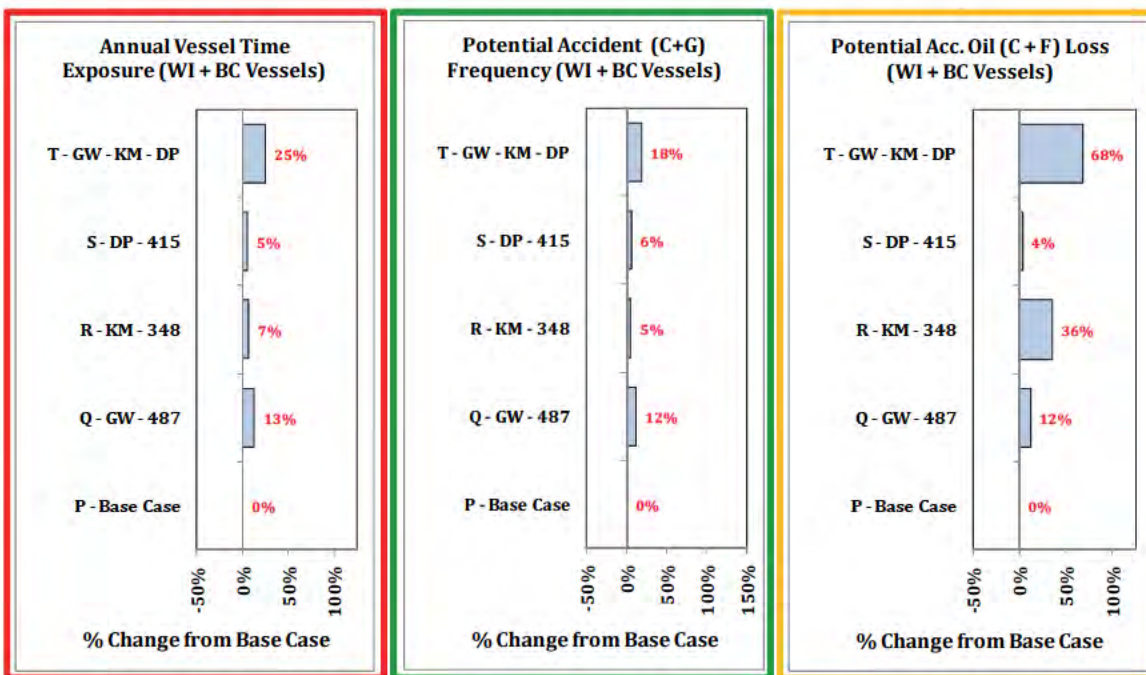 Annual Vessel Time
Exposure (WI + BC Vessels)
T - GW - KM - DP
25%
S - DP - 415
5%
R - KM - 348
7%
Q - GW - 487
13%
P - Base Case
0%
-50%
0%
50%
100%
% Change from Base Case
Potential Accident (C+G)
Frequency (WI + BC Vessels)
T - GW - KM - DP
18%
S - DP - 415
6%
R - KM - 348
5%
Q - GW - 487
12%
P - Base Case
0%
-50%
0%
50%
100%
150%
% Change from Base Case
Potential Acc. Oil (C + F) Loss
(WI + BC Vessels)
T - GW - KM - DP
68%
S - DP - 415
4%
R - KM - 348
36%
Q - GW - 487
12%
P - Base Case
0%
-50%
0%
50%
100%
% Change from Base Case